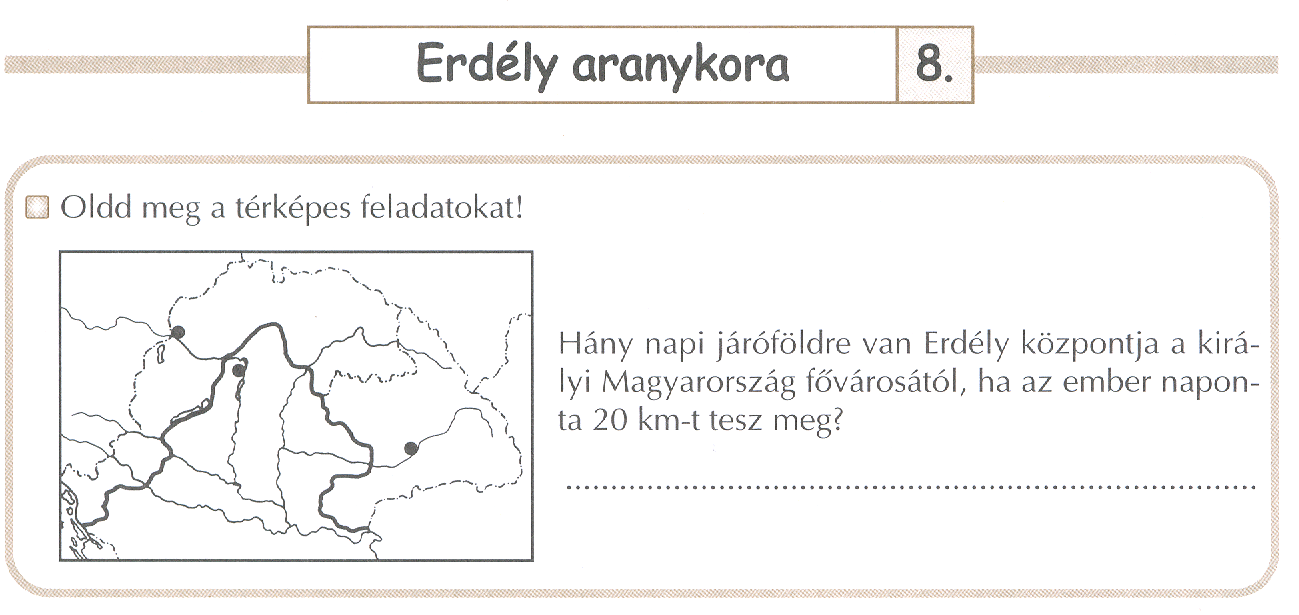 Erdély aranykora 8.
Oldd meg a térképes feladatokat!
Hány napi járóföldre van Erdély központja a kirá-
lyi Magyarország fővárosától, ha az ember napon-
ta 20 km-t tesz meg?